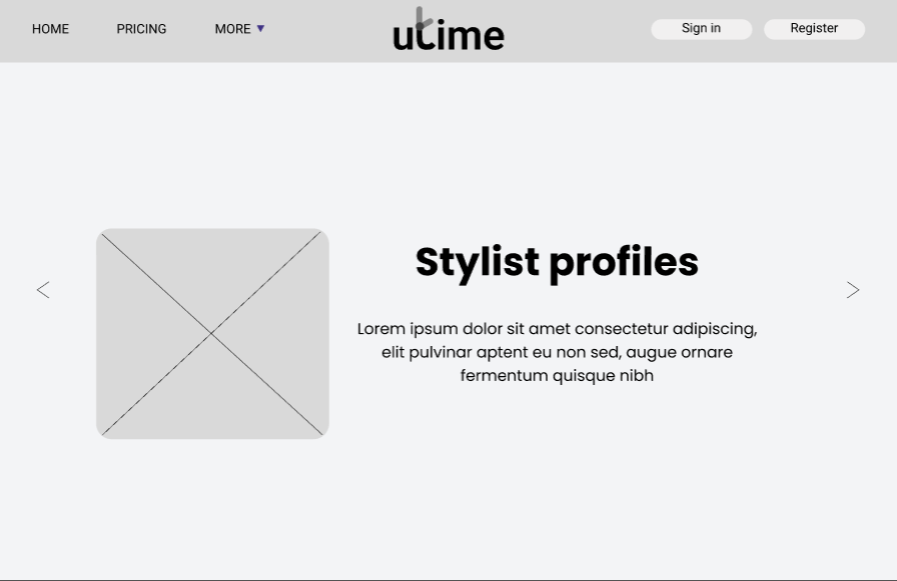 HOME
PRICING
MORE
utime
Sign in
Register
Stylist profiles
Lorem ipsum dolor sit amet consectetur adipiscing,
elit pulvinar aptent eu non sed, augue ornare
fermentum quisque nibh